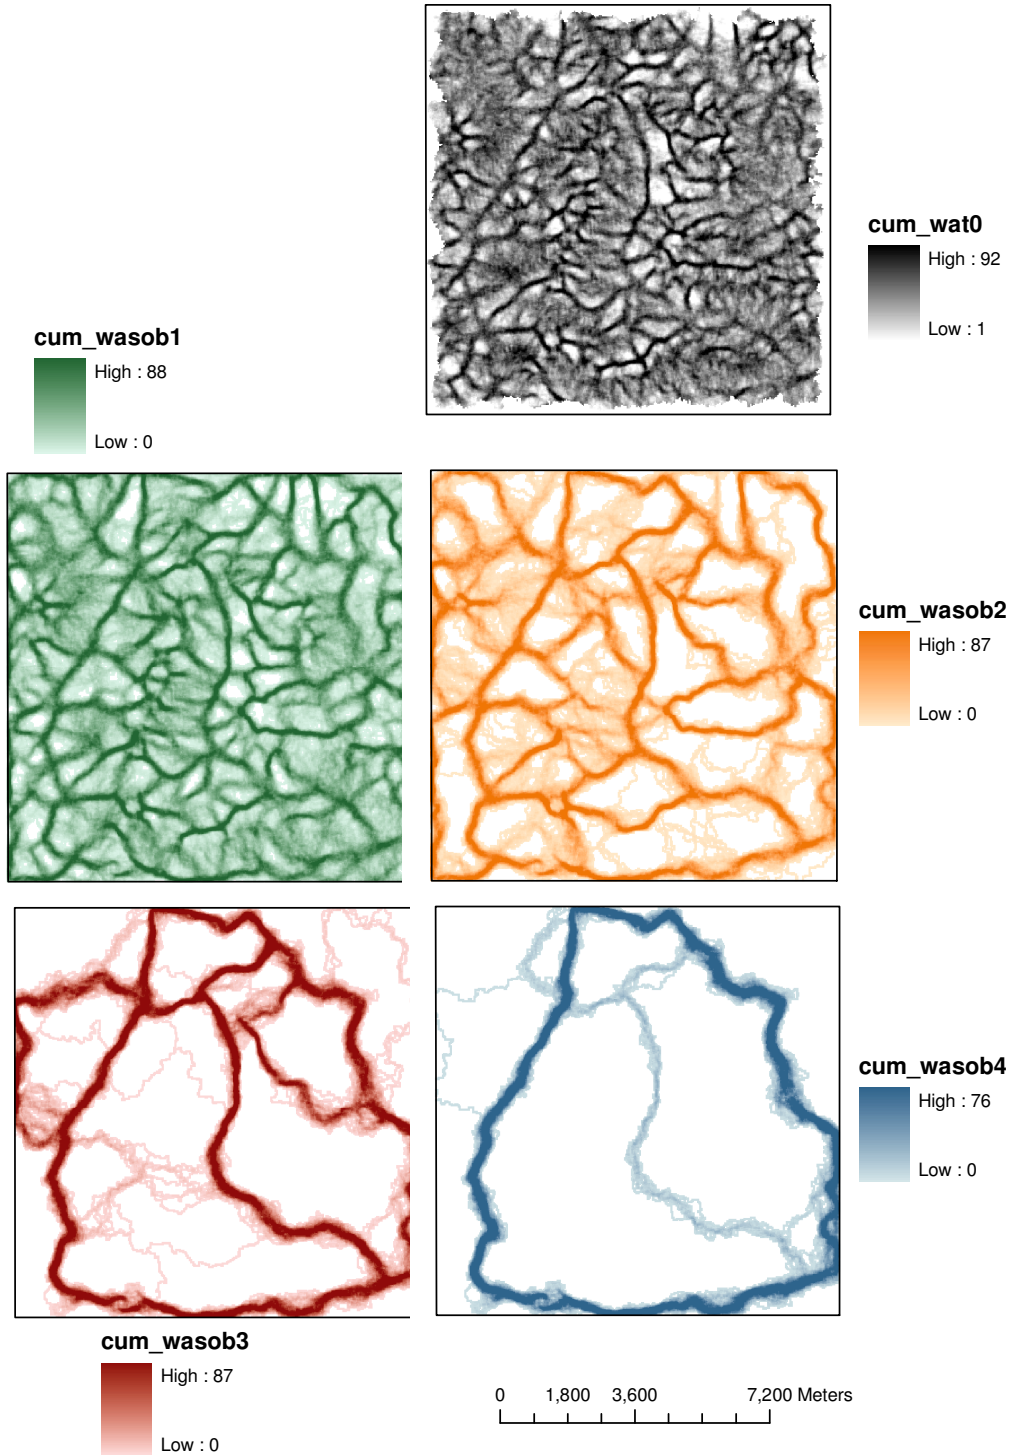 cum_wat0
High : 92
Low : 1
cum_wasob1
High : 88
Low : 0
cum_wasob2
High : 87
Low : 0
cum_wasob4
High : 76
Low : 0
cum_wasob3
High : 87
Low : 0
0 1,800 3,600 7,200 Meters